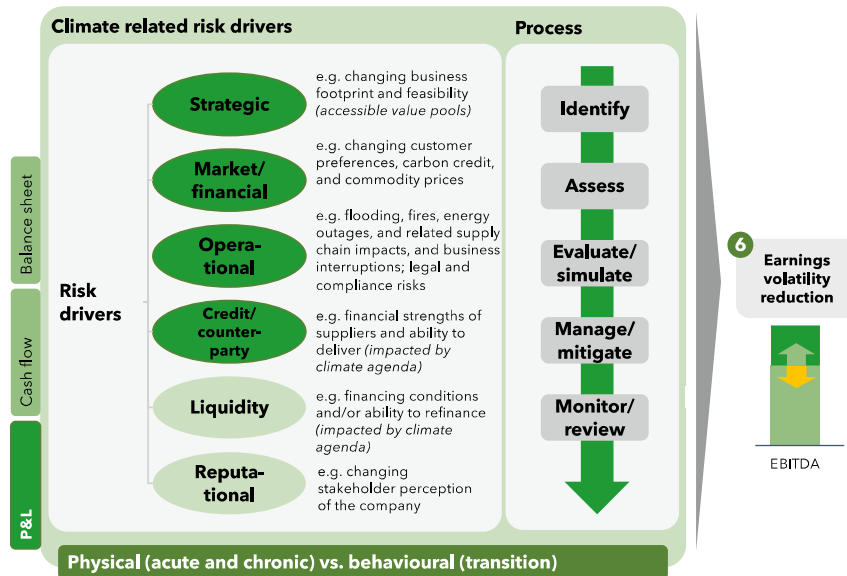 Climate related risk drivers
Process
Balance sheet
Cash flow
P&L
Risk
drivers
Strategic
e.g. changing business
footprint and feasibility
(accessible value pools)
Market/
financial
e.g. changing customer
preferences, carbon credit,
and commodity prices
Opera-
tional
e.g. flooding, fires, energy
outages, and related supply
chain impacts, and business
interruptions; legal and
compliance risks
Credit/
counter-
party
e.g. financial strengths of
suppliers and ability to
deliver (impacted by
climate agenda)
Liquidity
e.g. financing conditions
and/or ability to refinance
(impacted by climate
agenda)
Reputa-
tional
e.g. changing
stakeholder perception
of the company
Identify
Assess
Evaluate/
simulate
Manage/
mitigate
Monitor/
review
6
Earnings
volatility
reduction
EBITDA
Physical (acute and chronic) vs. behavioural (transition)